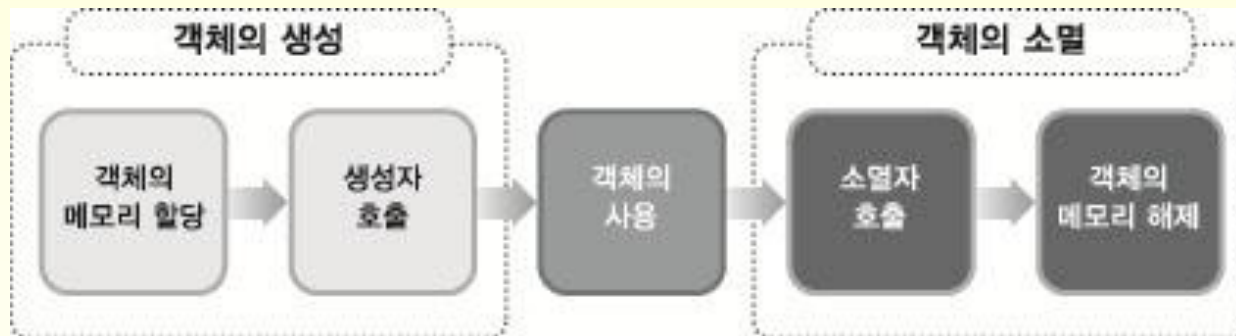 객체의 생성
객체의 소멸
객체의
메모리 할당
생성자
호출
객체의
사용
소멸자
호출
객체의
메모리 해제